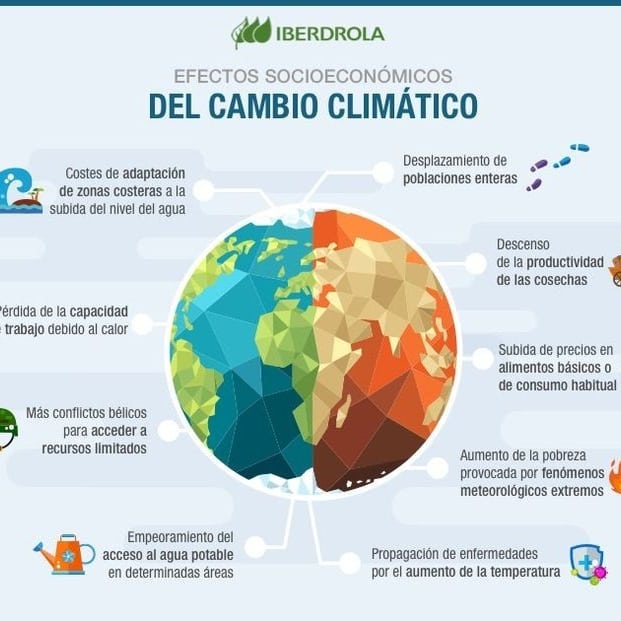 IBERDROLA
EFECTOS SOCIOECONÓMICOS
DEL CAMBIO CLIMÁTICO
Costes de adaptación
de zonas costeras a la
subida del nivel del agua
Desplazamiento de
poblaciones enteras
Descenso
de la productividad
de las cosechas
érdida de la capacidad
trabajo debido al calor
Subida de precios en
alimentos básicos o
de consumo habitual
Más conflictos bélicos
para acceder a
recursos limitados
Aumento de la pobreza
provocada por fenómenos
meteorológicos extremos
Empeoramiento del
acceso al agua potable
en determinadas áreas
Propagación de enfermedades
por el aumento de la temperatura